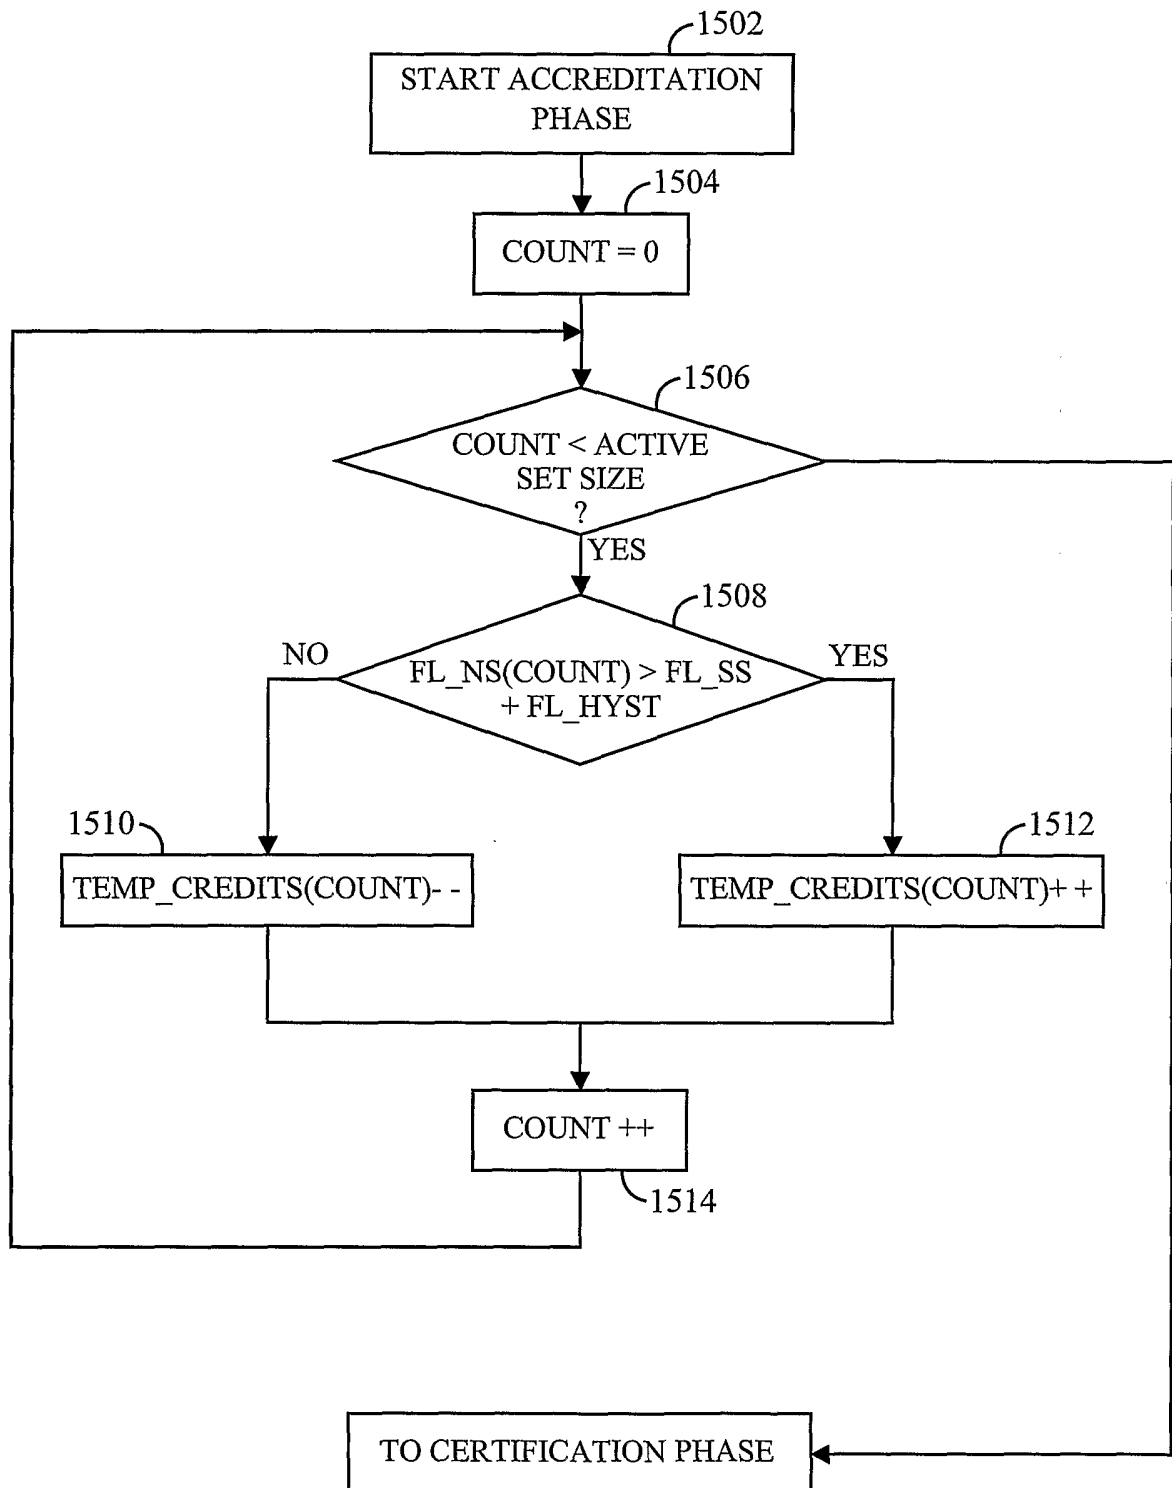 1502
START ACCREDITATION
PHASE
1504
COUNT = 0
1506
COUNT < ACTIVE
SET SIZE
?
YES
1508
NO
FL_NS(COUNT) > FL_SS
+ FL_HYST
YES
1510
TEMP_CREDITS(COUNT)- -
1512
TEMP_CREDITS(COUNT)+ +
COUNT ++
1514
TO CERTIFICATION PHASE